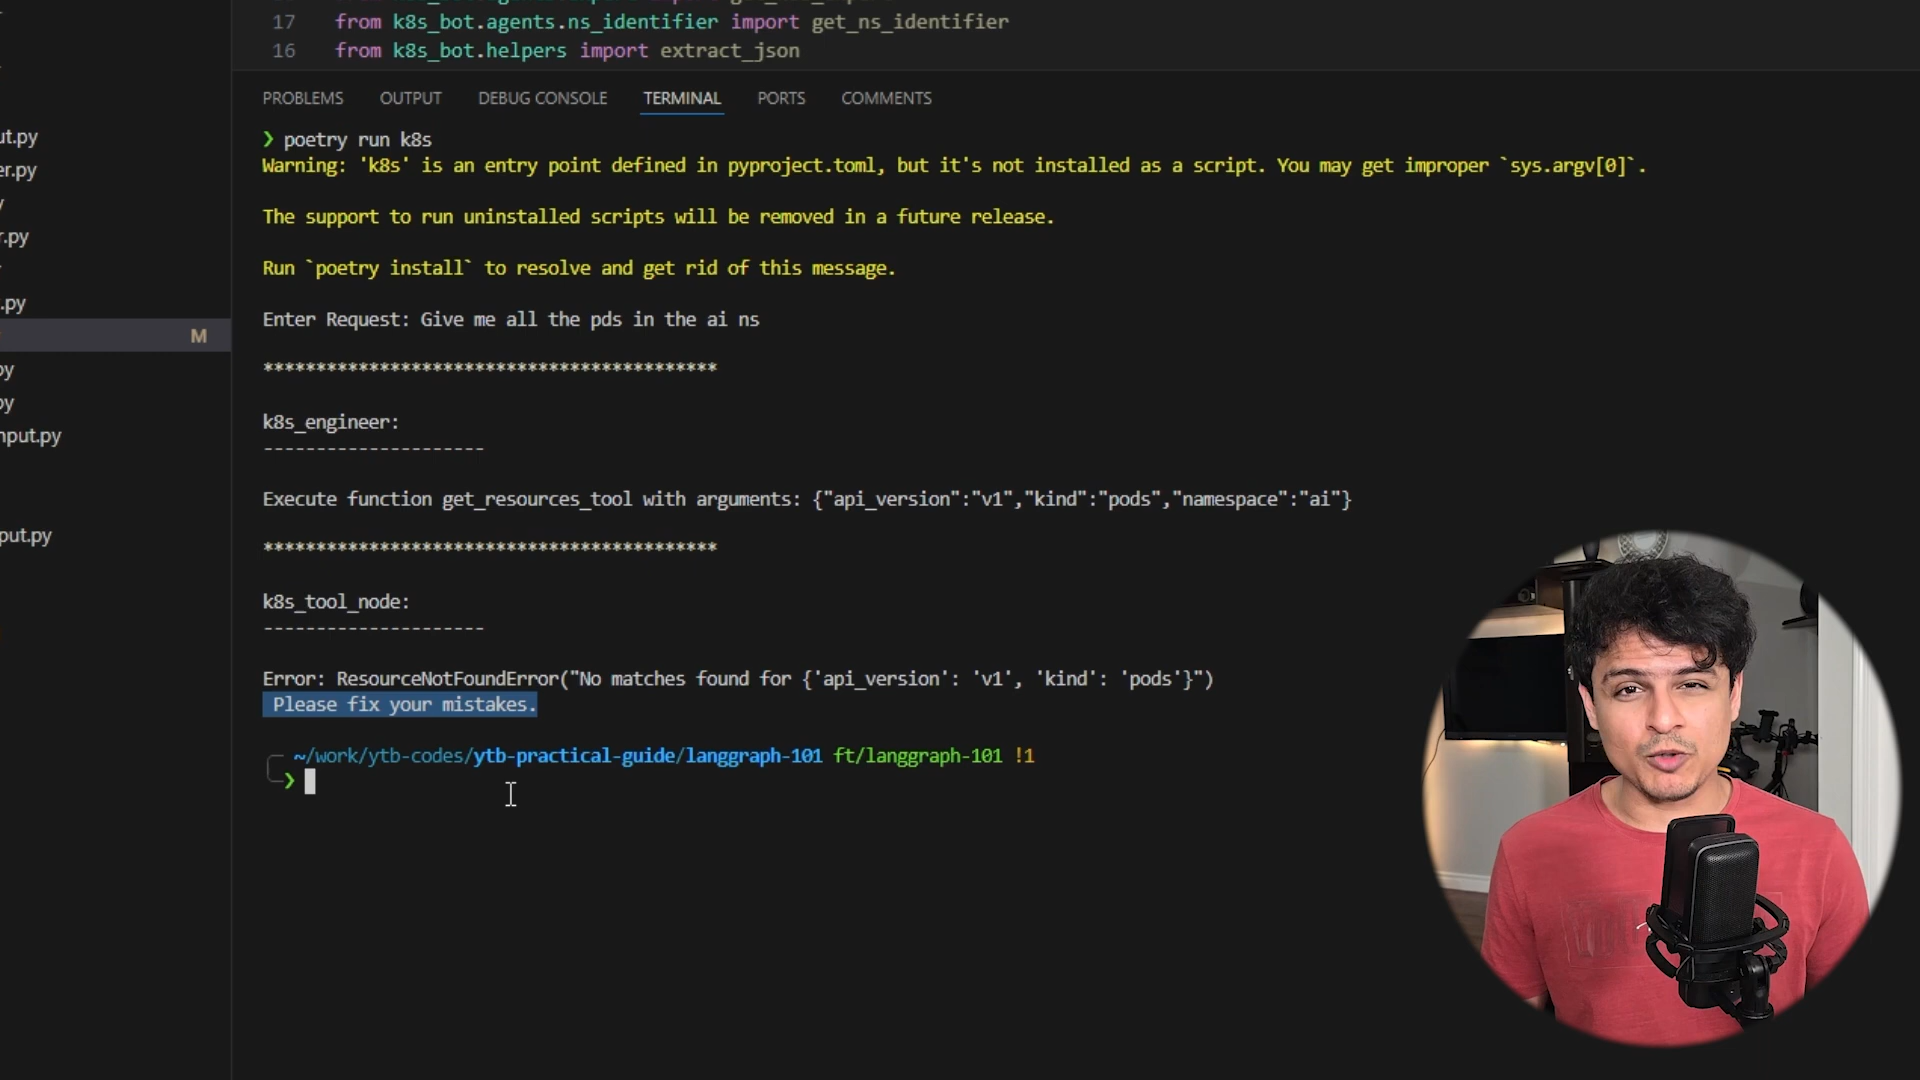 17 from k8s_bot.agents.ns_identifier import get_ns_identifier
16 from k8s_bot.helpers import extract_json
PROBLEMS OUTPUT DEBUG CONSOLE TERMINAL PORTS COMMENTS
ut.py
er.py
r.py
.py
M
py
py
nput.py
put.py
❯ poetry run k8s
Warning: 'k8s' is an entry point defined in pyproject.toml, but it's not installed as a script. You may get improper `sys.argv[0]`.
The support to run uninstalled scripts will be removed in a future release.
Run `poetry install` to resolve and get rid of this message.
Enter Request: Give me all the pds in the ai ns
*******************************************
k8s_engineer:
---------------------
Execute function get_resources_tool with arguments: {"api_version":"v1","kind":"pods","namespace":"ai"}
*******************************************
k8s_tool_node:
---------------------
Error: ResourceNotFoundError("No matches found for {'api_version': 'v1', 'kind': 'pods'}")
Please fix your mistakes.
~/work/ytb-codes/ytb-practical-guide/langgraph-101 ft/langgraph-101 !1
❯